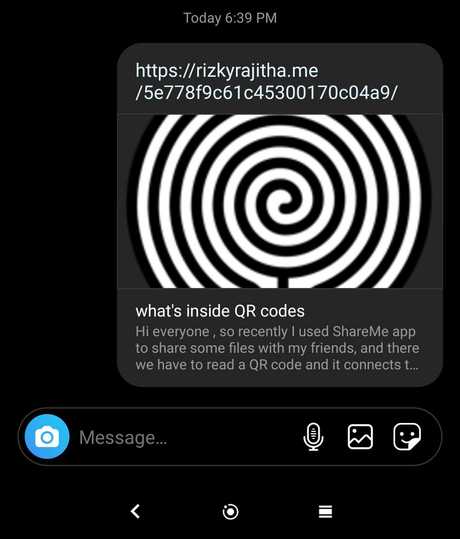 Today 6:39 PM
https://rizkyrajitha.me
/5e778f9c61c45300170c04a9/
what's inside QR codes
Hi everyone , so recently I used ShareMe app
to share some files with my friends, and there
we have to read a QR code and it connects t...
Message...